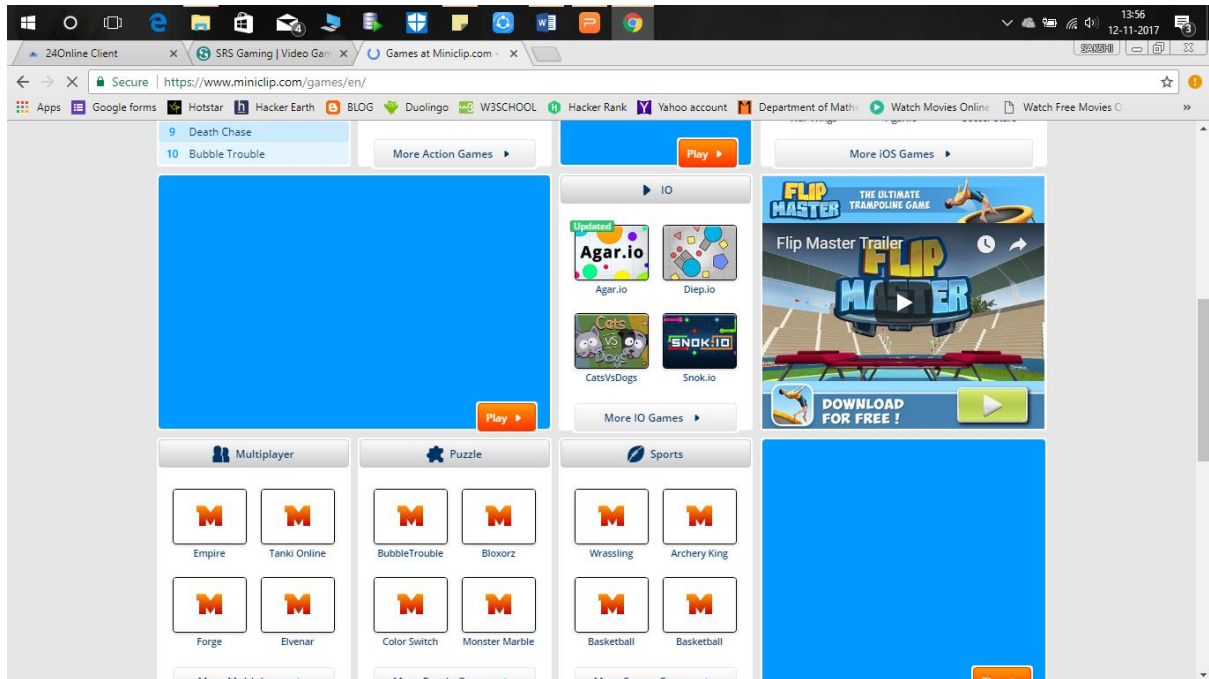 13:56
12-11-2017
4
3
24Online Client
SRS Gaming | Video Gam
Games at Miniclip.com -
SAKSHI
Secure
https://www.miniclip.com/games/en/
Apps
Google forms
Hotstar
Hacker Earth
BLOG
Duolingo
W3SCHOOL
Hacker Rank
Yahoo account
Department of Math
Watch Movies Online
Watch Free Movies O
9 Death Chase
10 Bubble Trouble
More Action Games
Play
More iOS Games
Play
IO
Updated
Agar.io
Agar.io
Diep.io
Cats
VS
Dogs
SNOK:IO
CatsVsDogs
Snok.io
More IO Games
FLIP
MASTER
THE ULTIMATE
TRAMPOLINE GAME
Flip Master Trailer
FLIP
MASTER
DOWNLOAD
FOR FREE !
Multiplayer
Empire
Tanki Online
Forge
Elvenar
Puzzle
BubbleTrouble
Bloxorz
Color Switch
Monster Marble
Sports
Wrassling
Archery King
Basketball
Basketball